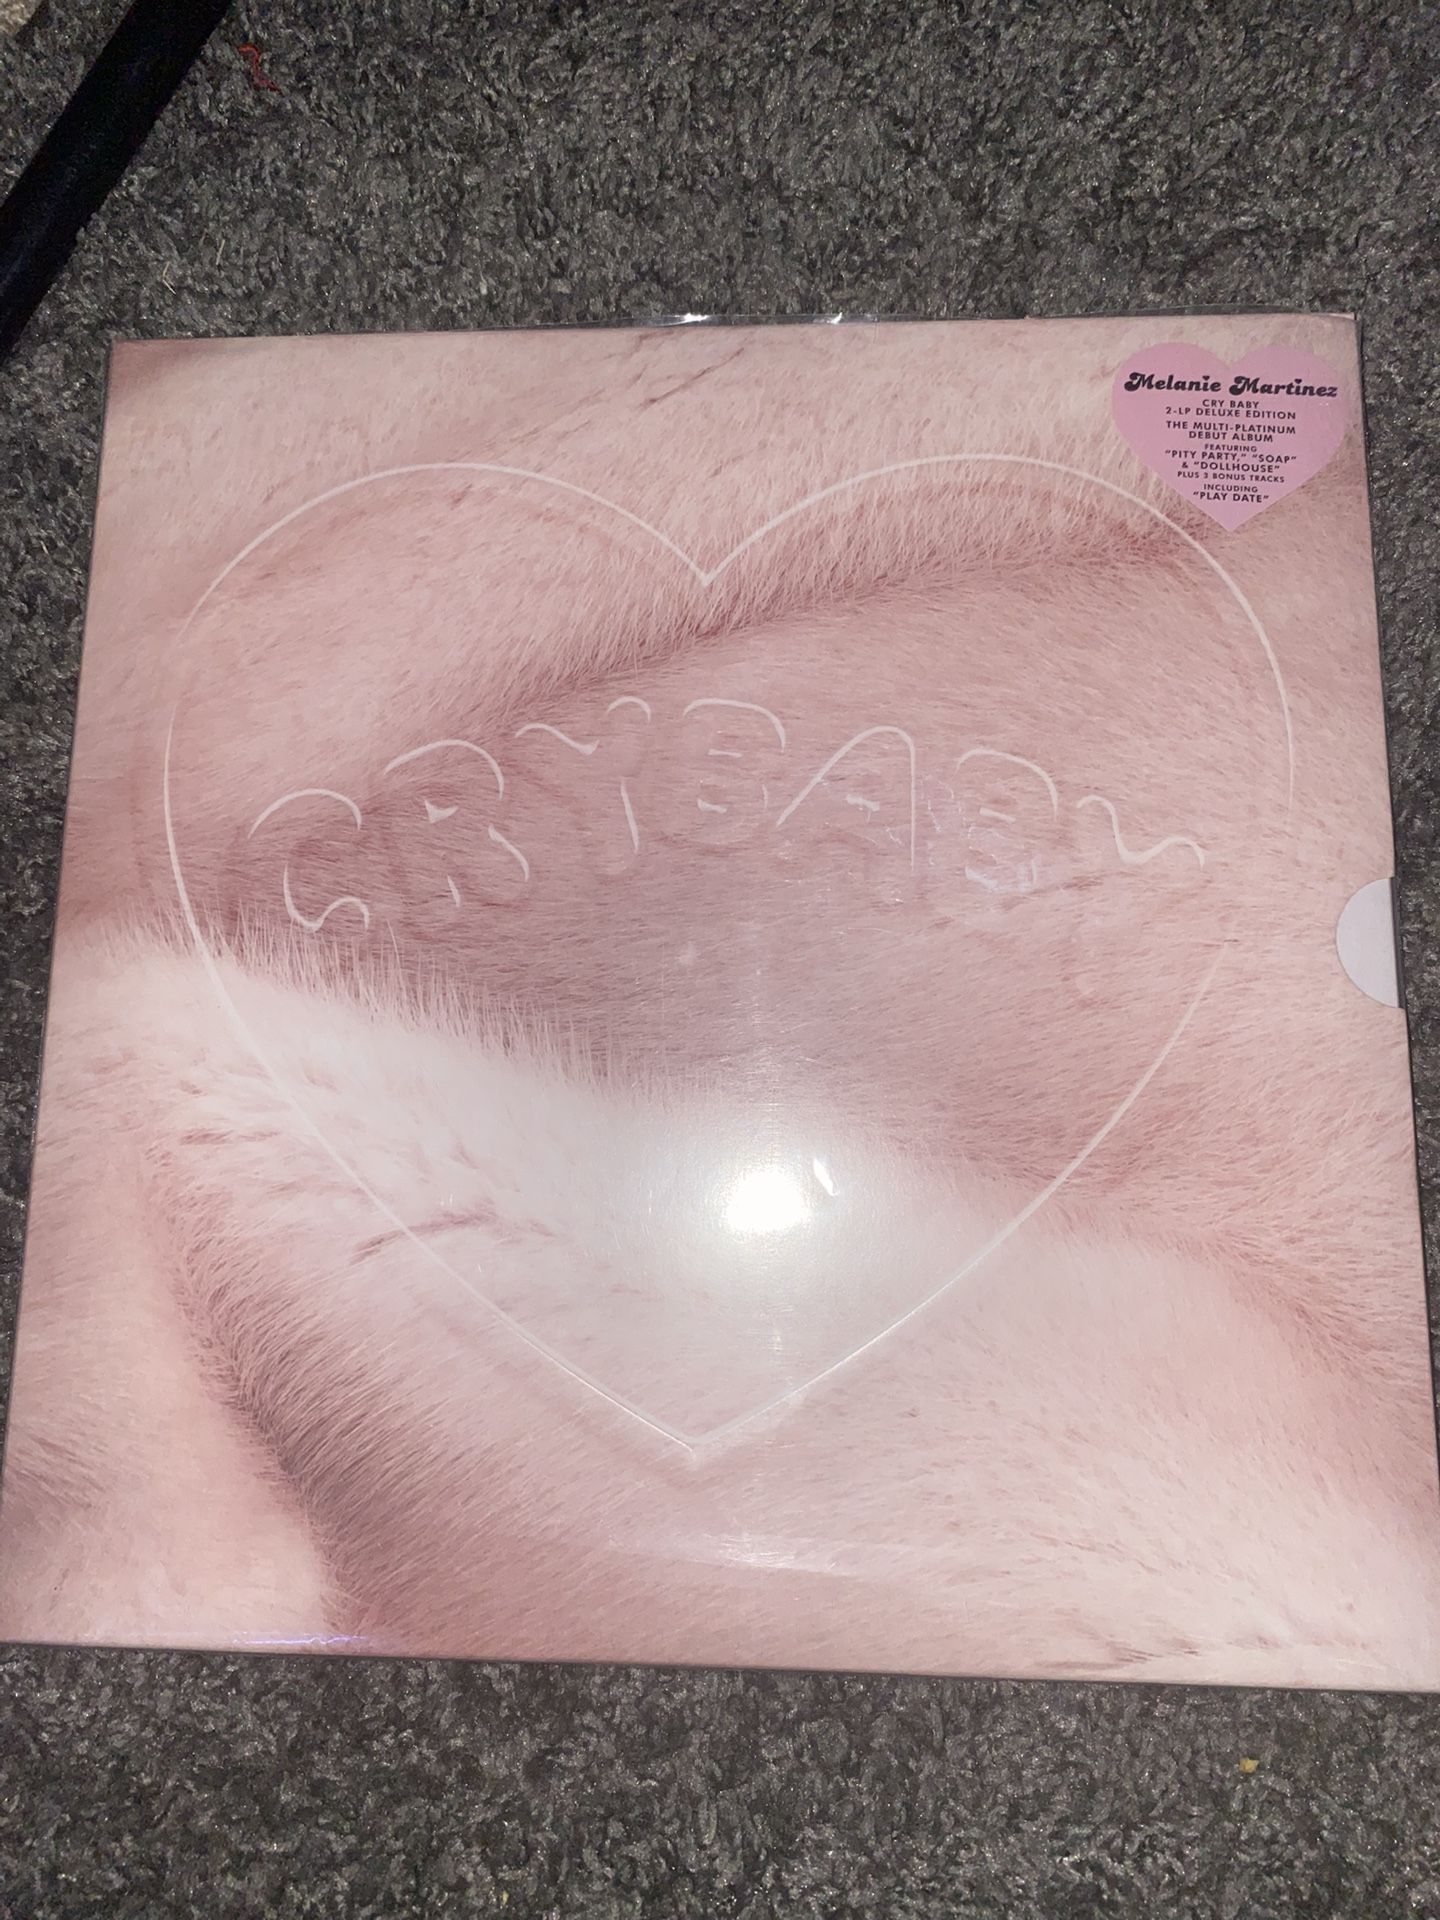 Melanie Martinez
CRY BABY
2-LP DELUXE EDITION
THE MULTI-PLATINUM
DEBUT ALBUM
FEATURING
"PITY PARTY," "SOAP"
& "DOLLHOUSE"
PLUS 3 BONUS TRACKS
INCLUDING
"PLAY DATE"
CRYBABY